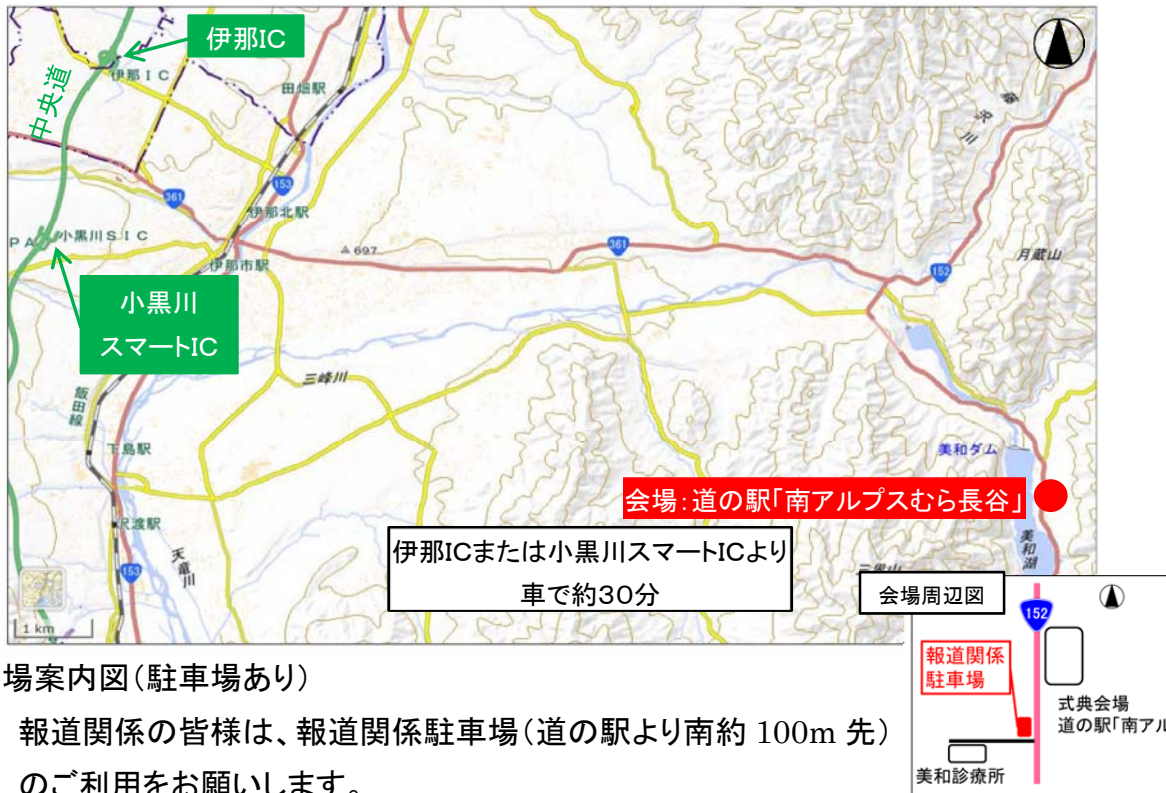 伊那IC
中央道
伊那IC
田畑駅
藤沢川
361
153
伊那北駅
PA
小黒川SIC
伊那市駅
697
361
152
月蔵山
小黒川
スマートIC
三峰川
飯田線
下島駅
美和ダム
会場：道の駅「南アルプスむら長谷」
沢渡駅
天竜川
153
伊那ICまたは小黒川スマートICより
車で約30分
美和湖
1 km
会場周辺図
152
報道関係
駐車場
式典会場
道の駅「南アル
美和診療所
場案内図（駐車場あり）
報道関係の皆様は、報道関係駐車場（道の駅より南約 100m 先）
のご利用をお願いします。